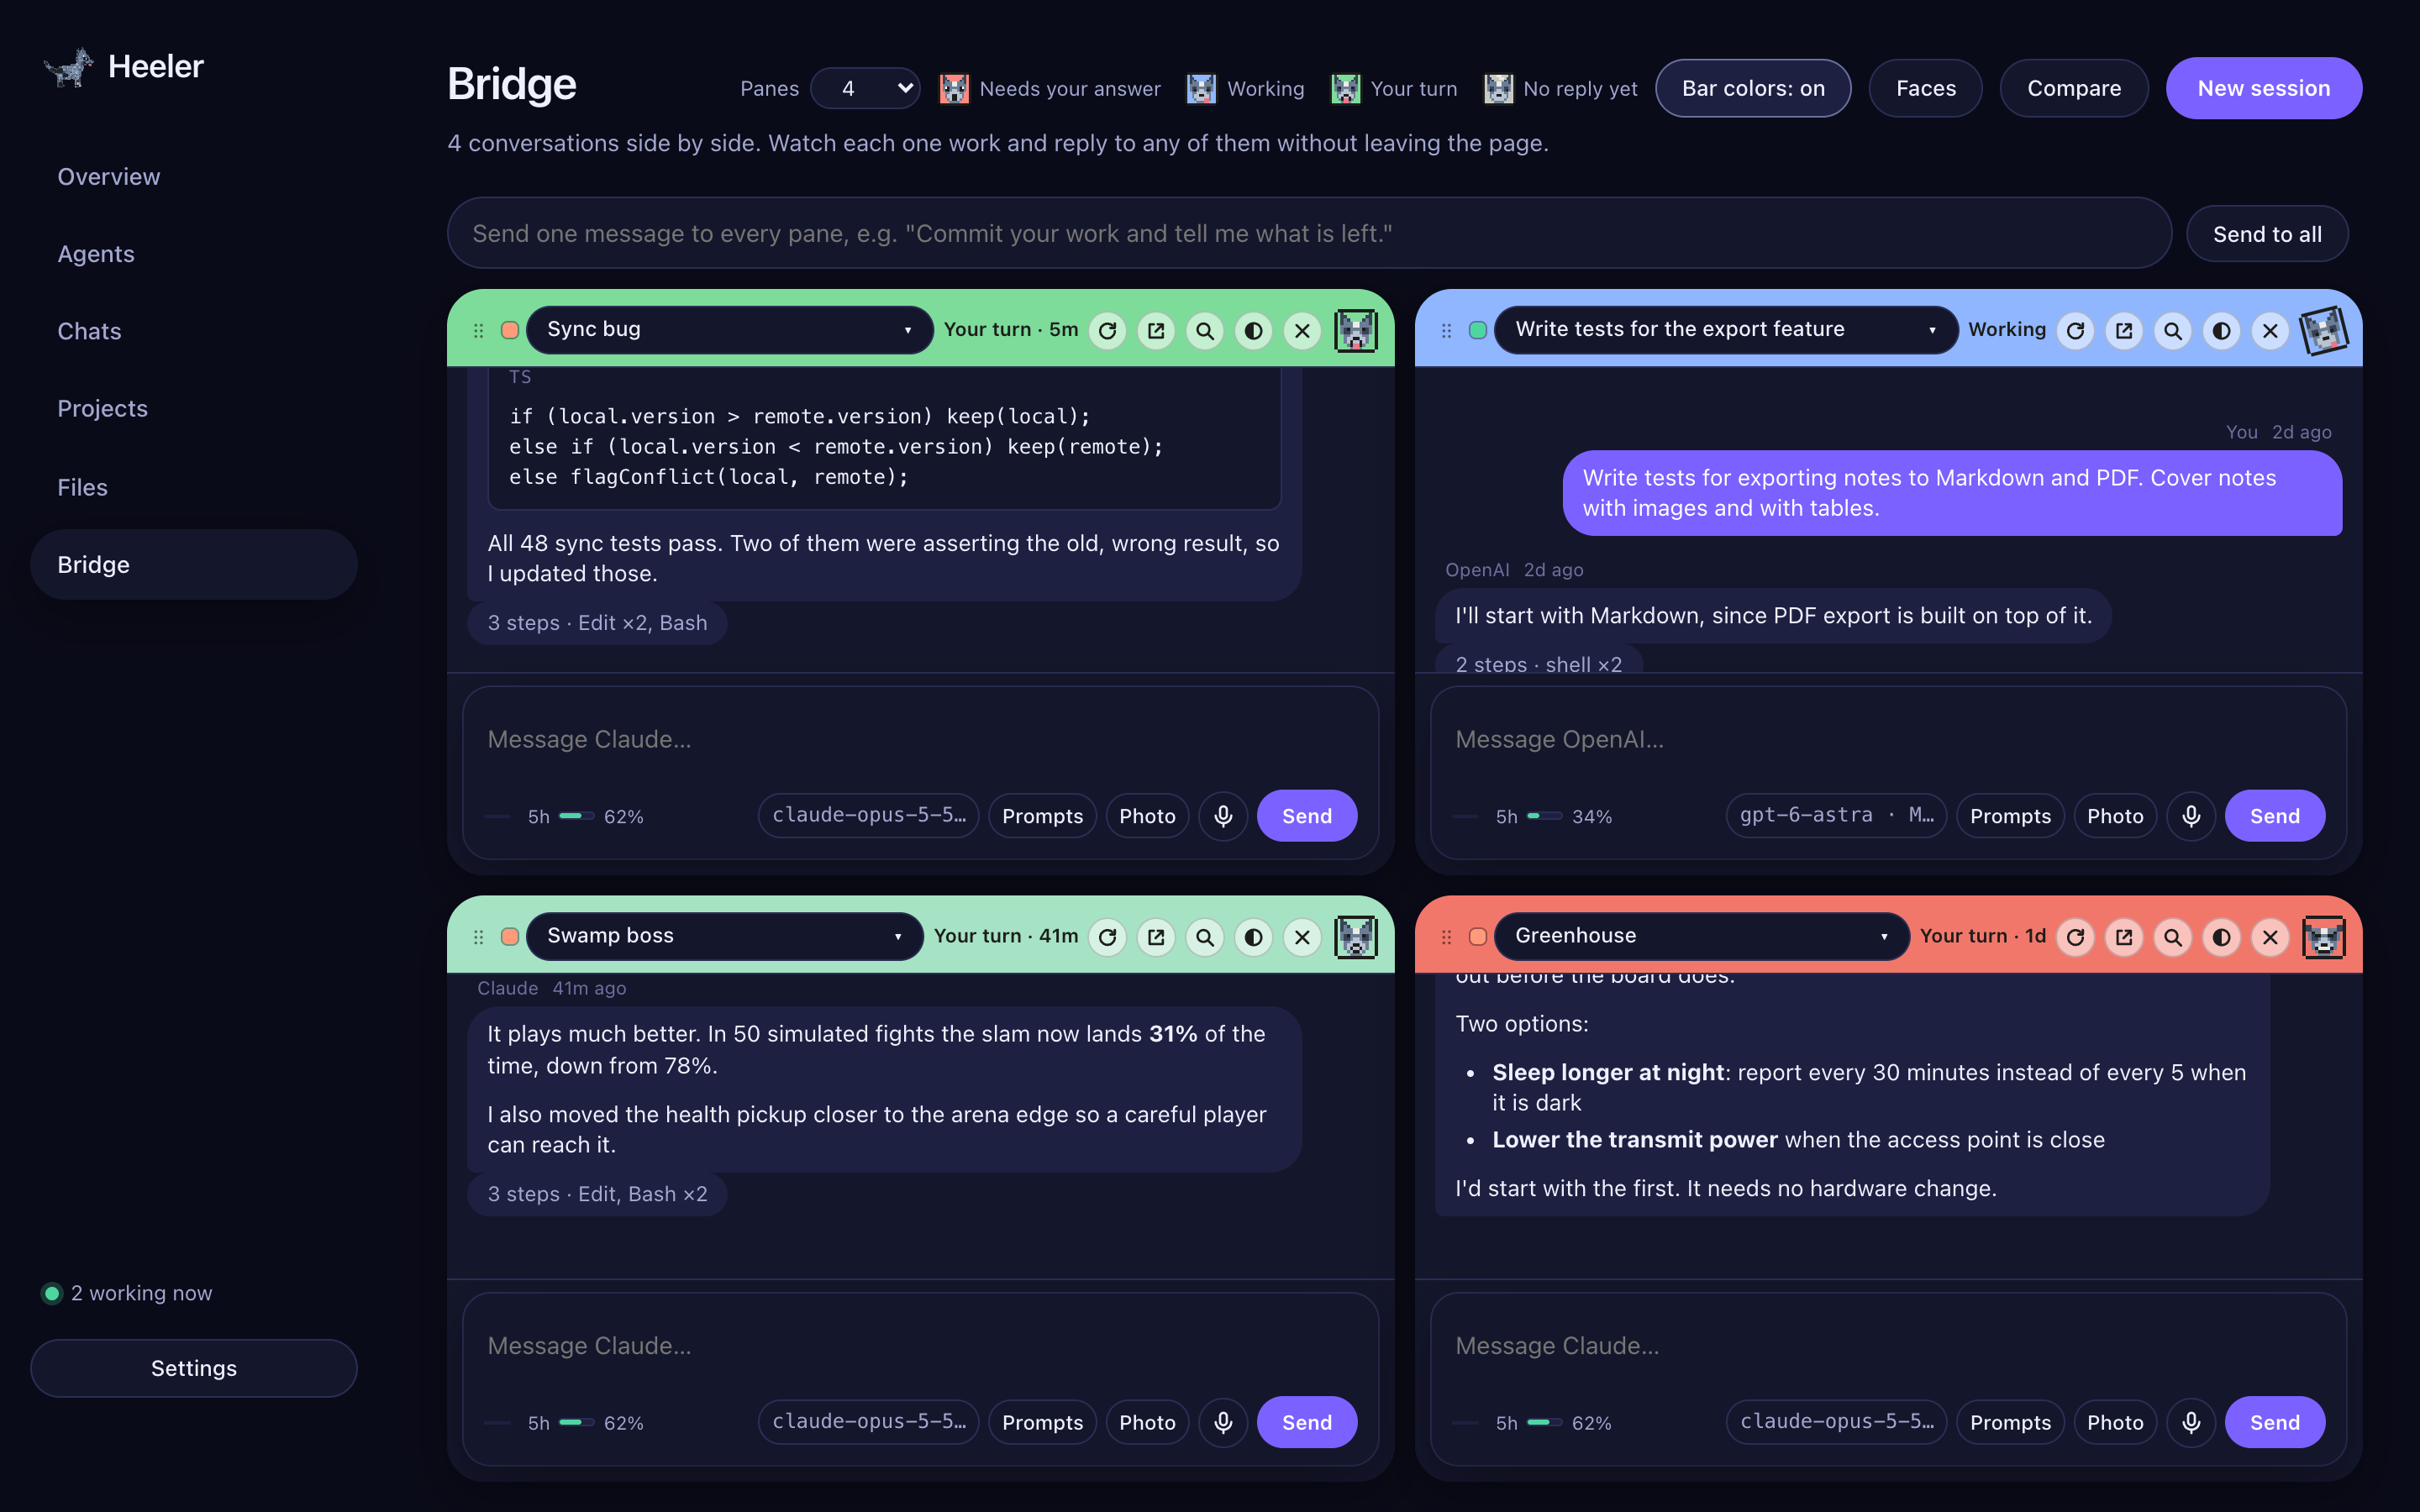 Heeler
Overview
Agents
Chats
Projects
Files
Bridge
2 working now
Settings
Bridge
Panes 4 Needs your answer Working Your turn No reply yet Bar colors: on Faces Compare New session
4 conversations side by side. Watch each one work and reply to any of them without leaving the page.
Send one message to every pane, e.g. "Commit your work and tell me what is left." Send to all
Sync bug Your turn · 5m
TS
if (local.version > remote.version) keep(local);
else if (local.version < remote.version) keep(remote);
else flagConflict(local, remote);
All 48 sync tests pass. Two of them were asserting the old, wrong result, so
I updated those.
3 steps · Edit ×2, Bash
Message Claude...
5h 62% claude-opus-5-5… Prompts Photo Send
Write tests for the export feature Working
You 2d ago
Write tests for exporting notes to Markdown and PDF. Cover notes
with images and with tables.
OpenAI 2d ago
I'll start with Markdown, since PDF export is built on top of it.
2 steps · shell ×2
Message OpenAI...
5h 34% gpt-6-astra · M… Prompts Photo Send
Swamp boss Your turn · 41m
Claude 41m ago
It plays much better. In 50 simulated fights the slam now lands 31% of the
time, down from 78%.
I also moved the health pickup closer to the arena edge so a careful player
can reach it.
3 steps · Edit, Bash ×2
Message Claude...
5h 62% claude-opus-5-5… Prompts Photo Send
Greenhouse Your turn · 1d
out before the board does.
Two options:
• Sleep longer at night: report every 30 minutes instead of every 5 when
it is dark
• Lower the transmit power when the access point is close
I'd start with the first. It needs no hardware change.
Message Claude...
5h 62% claude-opus-5-5… Prompts Photo Send